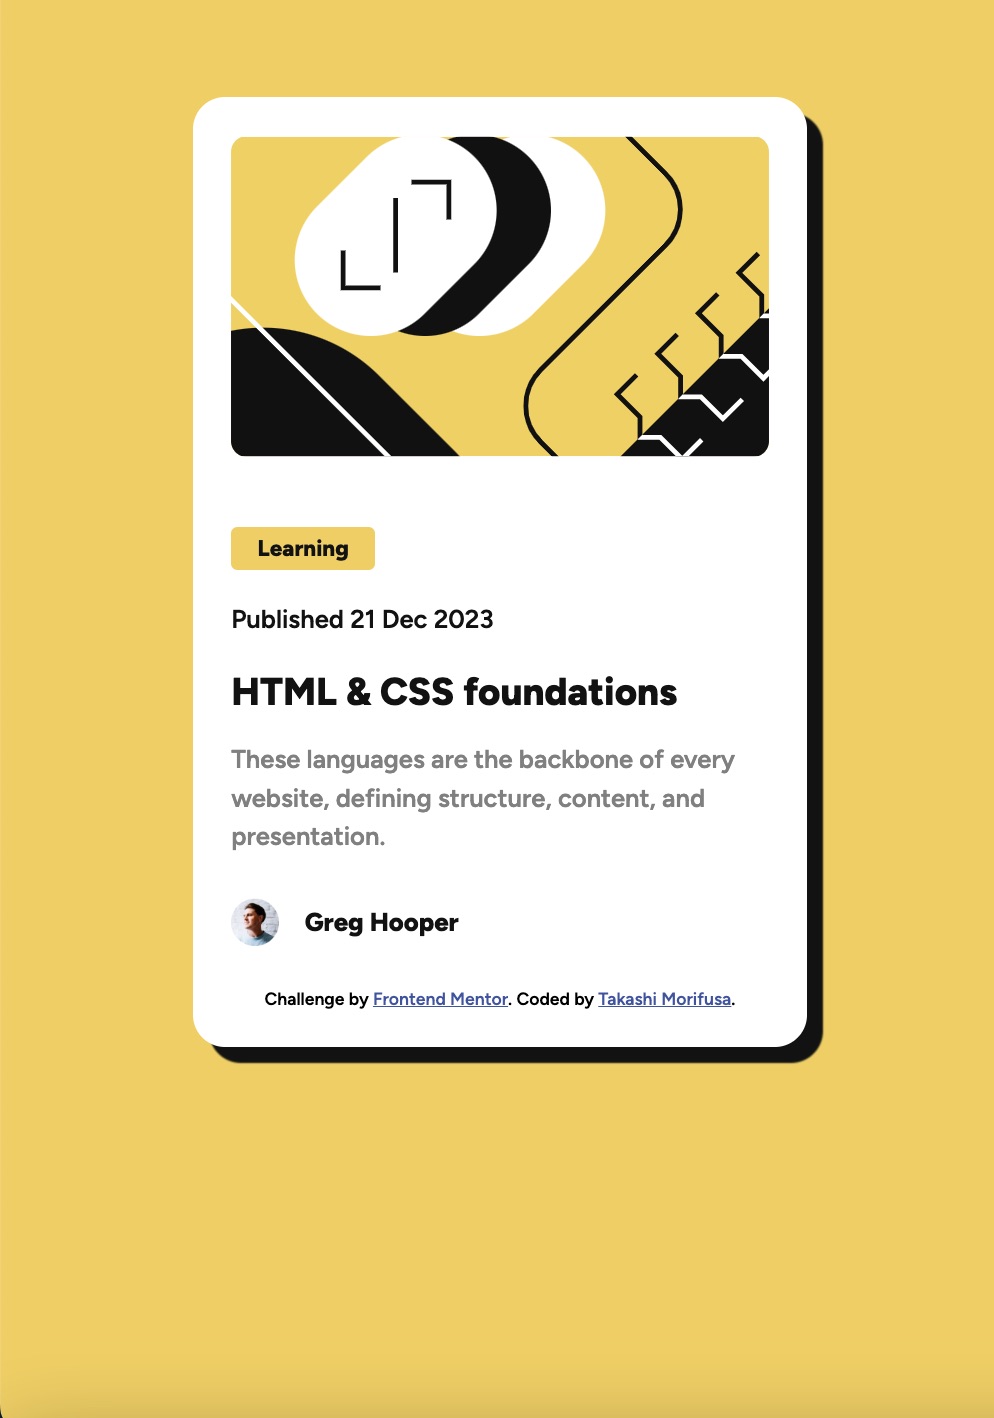 Learning
Published 21 Dec 2023
HTML & CSS foundations
These languages are the backbone of every
website, defining structure, content, and
presentation.
Greg Hooper
Challenge by Frontend Mentor. Coded by Takashi Morifusa.